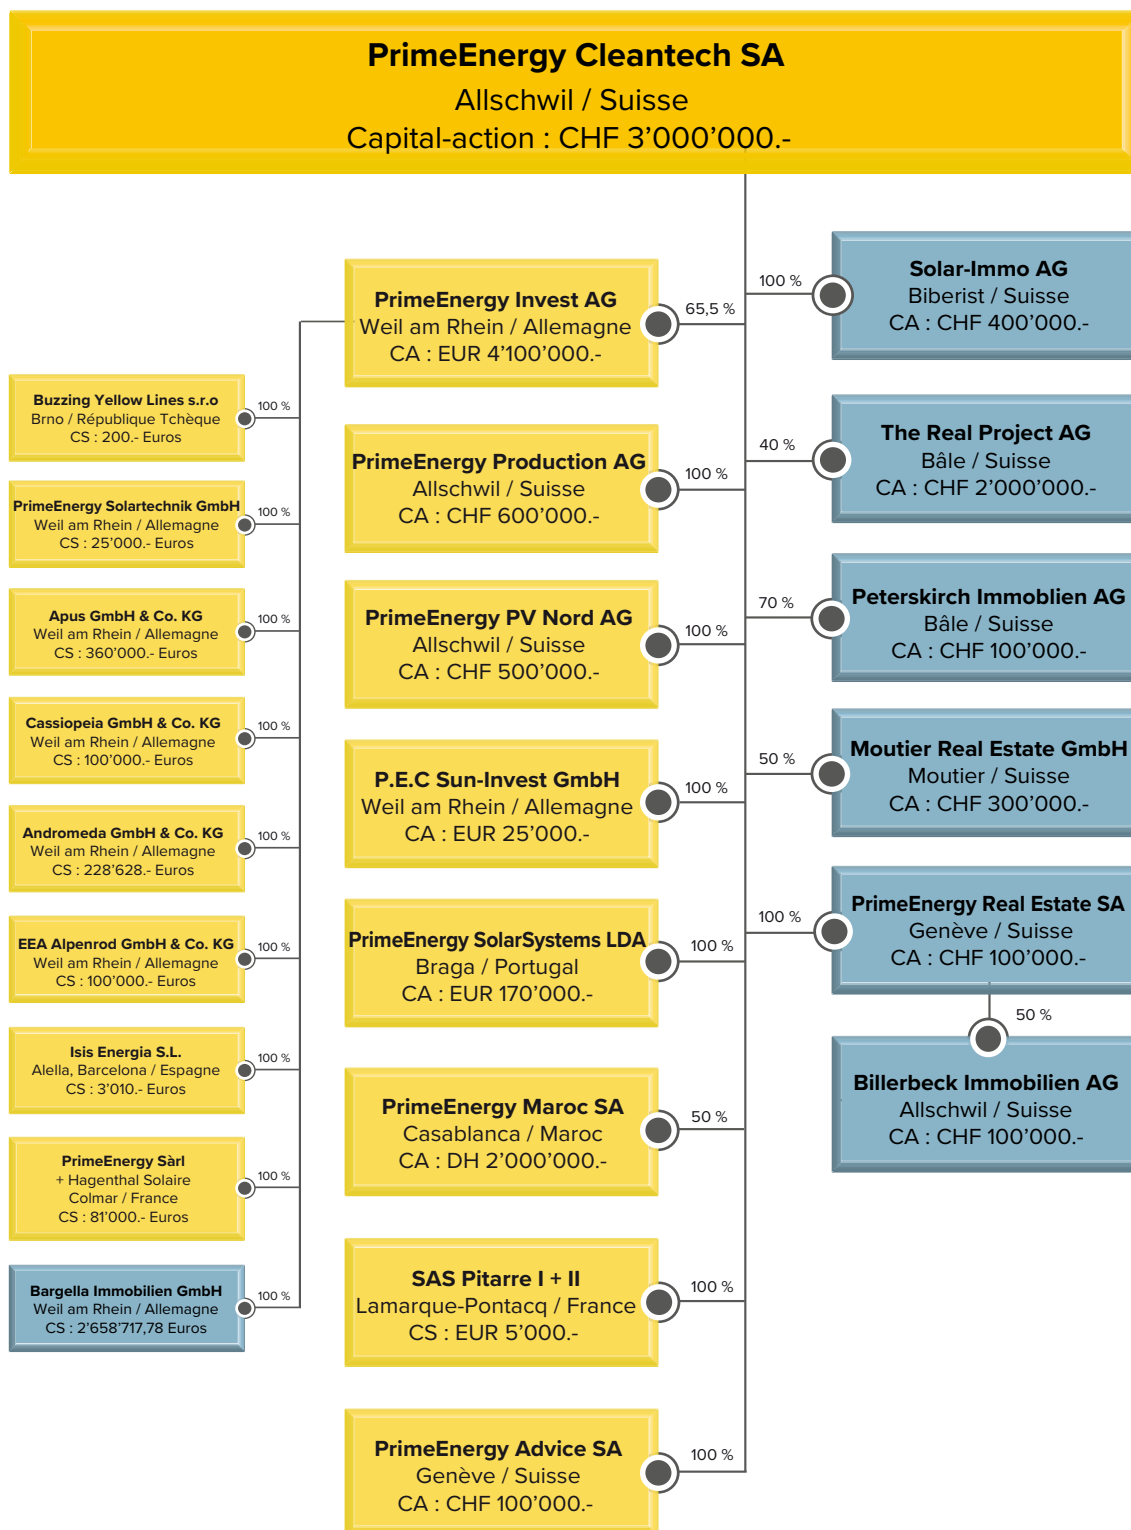 PrimeEnergy Cleantech SA
Allschwil / Suisse
Capital-action : CHF 3’000’000.-
PrimeEnergy Invest AG
Weil am Rhein / Allemagne
CA : EUR 4’100’000.-
65,5 %
PrimeEnergy Production AG
Allschwil / Suisse
CA : CHF 600’000.-
100 %
PrimeEnergy PV Nord AG
Allschwil / Suisse
CA : CHF 500’000.-
100 %
P.E.C Sun-Invest GmbH
Weil am Rhein / Allemagne
CA : EUR 25’000.-
100 %
PrimeEnergy SolarSystems LDA
Braga / Portugal
CA : EUR 170’000.-
100 %
PrimeEnergy Maroc SA
Casablanca / Maroc
CA : DH 2’000’000.-
50 %
SAS Pitarre I + II
Lamarque-Pontacq / France
CS : EUR 5’000.-
100 %
PrimeEnergy Advice SA
Genève / Suisse
CA : CHF 100’000.-
100 %
Buzzing Yellow Lines s.r.o
Brno / République Tchèque
CS : 200.- Euros
100 %
PrimeEnergy Solartechnik GmbH
Weil am Rhein / Allemagne
CS : 25’000.- Euros
100 %
Apus GmbH & Co. KG
Weil am Rhein / Allemagne
CS : 360’000.- Euros
100 %
Cassiopeia GmbH & Co. KG
Weil am Rhein / Allemagne
CS : 100’000.- Euros
100 %
Andromeda GmbH & Co. KG
Weil am Rhein / Allemagne
CS : 228’628.- Euros
100 %
EEA Alpenrod GmbH & Co. KG
Weil am Rhein / Allemagne
CS : 100’000.- Euros
100 %
Isis Energia S.L.
Alella, Barcelona / Espagne
CS : 3’010.- Euros
100 %
PrimeEnergy Sàrl
+ Hagenthal Solaire
Colmar / France
CS : 81’000.- Euros
100 %
Bargella Immobilien GmbH
Weil am Rhein / Allemagne
CS : 2’658’717,78 Euros
100 %
100 %
Solar-Immo AG
Biberist / Suisse
CA : CHF 400’000.-
40 %
The Real Project AG
Bâle / Suisse
CA : CHF 2’000’000.-
70 %
Peterskirch Immoblien AG
Bâle / Suisse
CA : CHF 100’000.-
50 %
Moutier Real Estate GmbH
Moutier / Suisse
CA : CHF 300’000.-
100 %
PrimeEnergy Real Estate SA
Genève / Suisse
CA : CHF 100’000.-
50 %
Billerbeck Immobilien AG
Allschwil / Suisse
CA : CHF 100’000.-